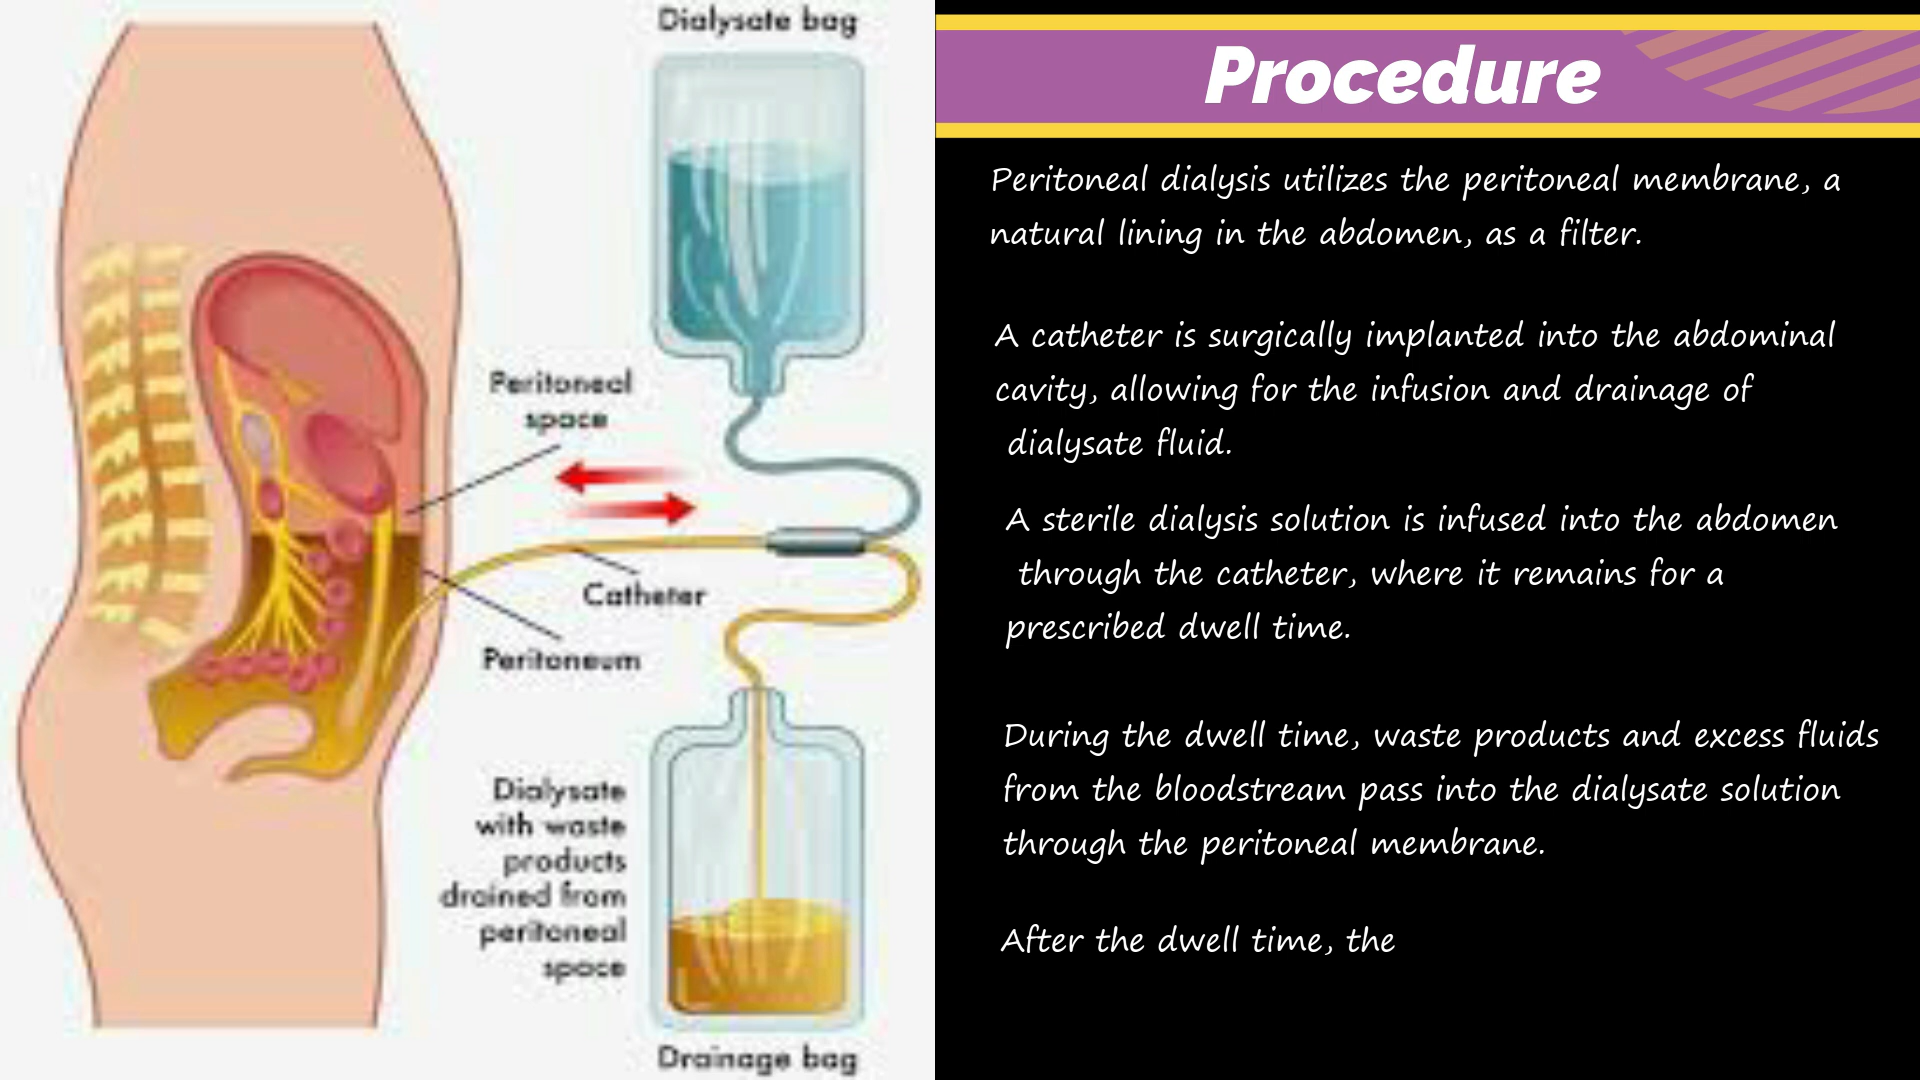 Dialysate bag
Peritoneal
space
Catheter
Peritoneum
Dialysate
with waste
products
drained from
peritoneal
space
Drainage bag
Procedure
Peritoneal dialysis utilizes the peritoneal membrane, a
natural lining in the abdomen, as a filter.
A catheter is surgically implanted into the abdominal
cavity, allowing for the infusion and drainage of
dialysate fluid.
A sterile dialysis solution is infused into the abdomen
through the catheter, where it remains for a
prescribed dwell time.
During the dwell time, waste products and excess fluids
from the bloodstream pass into the dialysate solution
through the peritoneal membrane.
After the dwell time, the